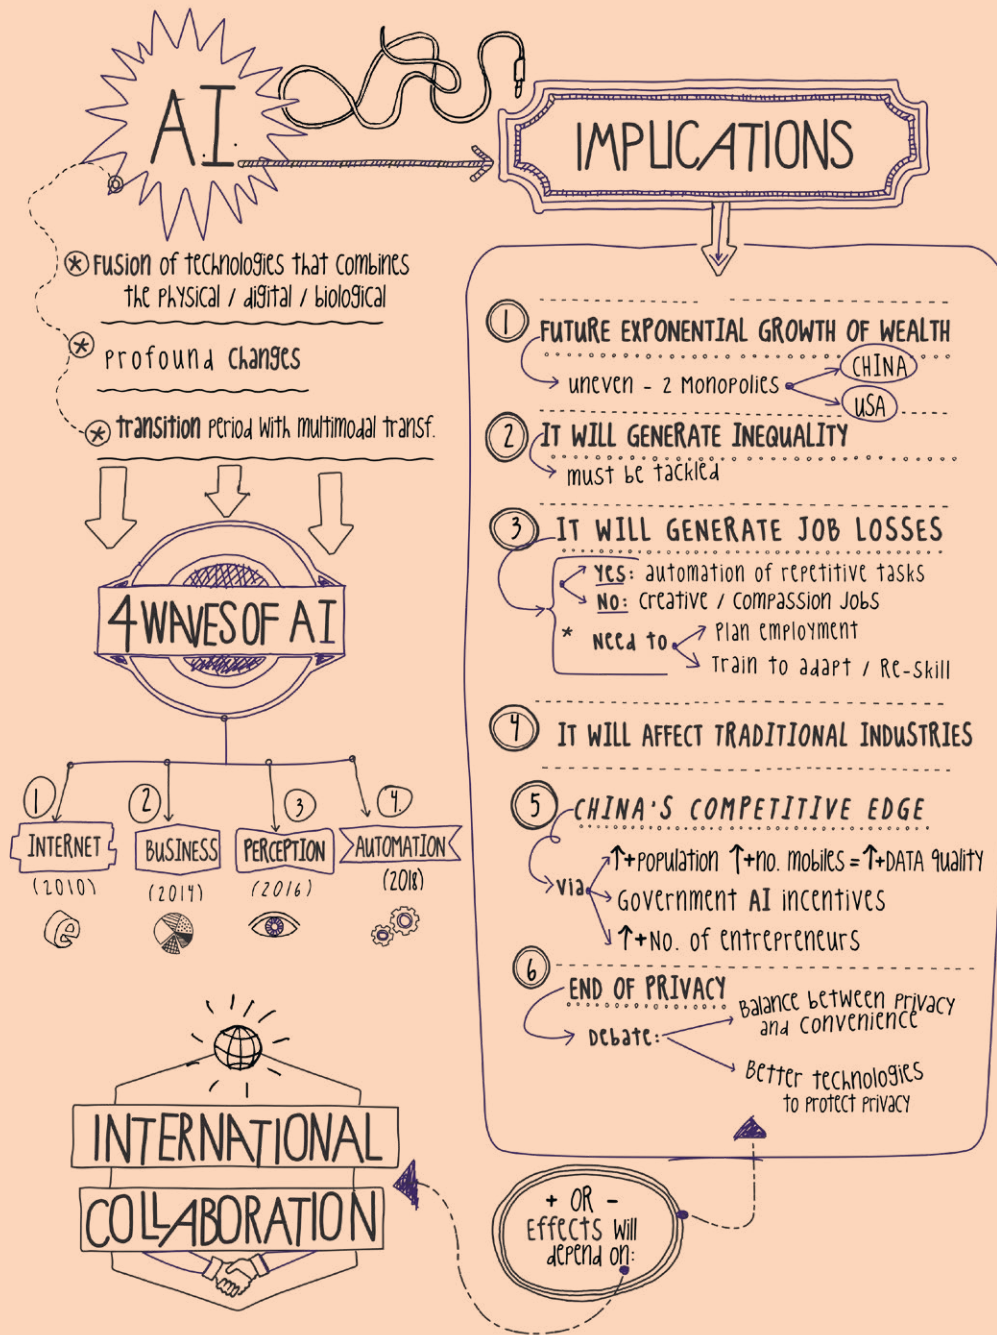 A.I.
IMPLICATIONS
* Fusion of technologies that combines
the physical / digital / biological
* Profound changes
* transition period with multimodal transf.
4 WAVES OF AI
1
INTERNET
(2010)
e
2
BUSINESS
(2014)
3
PERCEPTION
(2016)
4.
AUTOMATION
(2018)
1 FUTURE EXPONENTIAL GROWTH OF WEALTH
uneven - 2 Monopolies
CHINA
USA
2 IT WILL GENERATE INEQUALITY
must be tackled
3 IT WILL GENERATE JOB LOSSES
YES: automation of repetitive tasks
NO: creative / compassion jobs
* Need to
Plan employment
Train to adapt / Re-skill
4 IT WILL AFFECT TRADITIONAL INDUSTRIES
5 CHINA'S COMPETITIVE EDGE
via
↑+population ↑+no. mobiles = ↑+DATA quality
Government AI incentives
↑+No. of entrepreneurs
6 END OF PRIVACY
Debate:
Balance between privacy
and convenience
Better technologies
to protect privacy
+ OR -
Effects will
depend on:
INTERNATIONAL
COLLABORATION